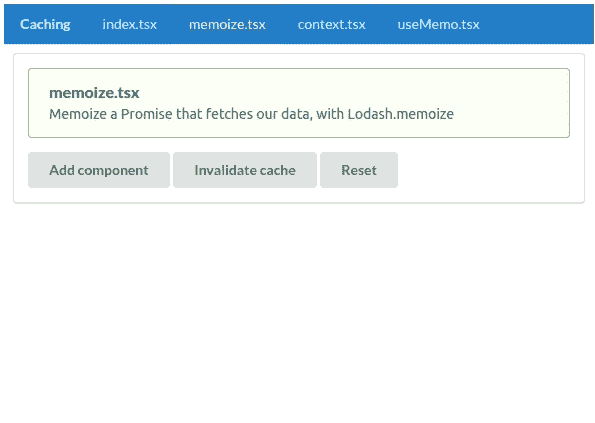 Caching index.tsx memoize.tsx context.tsx useMemo.tsx
memoize.tsx
Memoize a Promise that fetches our data, with Lodash.memoize
Add component Invalidate cache Reset